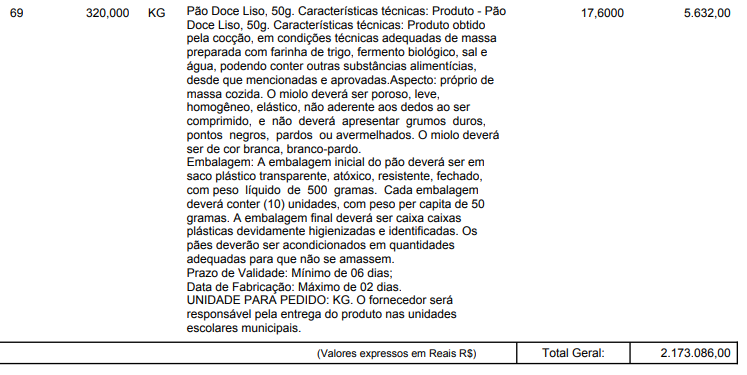 69 320,000 KG Pão Doce Liso, 50g. Características técnicas: Produto - Pão 17,6000 5.632,00
Doce Liso, 50g. Características técnicas: Produto obtido
pela cocção, em condições técnicas adequadas de massa
preparada com farinha de trigo, fermento biológico, sal e
água, podendo conter outras substâncias alimentícias,
desde que mencionadas e aprovadas.Aspecto: próprio de
massa cozida. O miolo deverá ser poroso, leve,
homogêneo, elástico, não aderente aos dedos ao ser
comprimido, e não deverá apresentar grumos duros,
pontos negros, pardos ou avermelhados. O miolo deverá
ser de cor branca, branco-pardo.
Embalagem: A embalagem inicial do pão deverá ser em
saco plástico transparente, atóxico, resistente, fechado,
com peso líquido de 500 gramas. Cada embalagem
deverá conter (10) unidades, com peso per capita de 50
gramas. A embalagem final deverá ser caixa caixas
plásticas devidamente higienizadas e identificadas. Os
pães deverão ser acondicionados em quantidades
adequadas para que não se amassem.
Prazo de Validade: Mínimo de 06 dias;
Data de Fabricação: Máximo de 02 dias.
UNIDADE PARA PEDIDO: KG. O fornecedor será
responsável pela entrega do produto nas unidades
escolares municipais.
(Valores expressos em Reais R$) Total Geral: 2.173.086,00